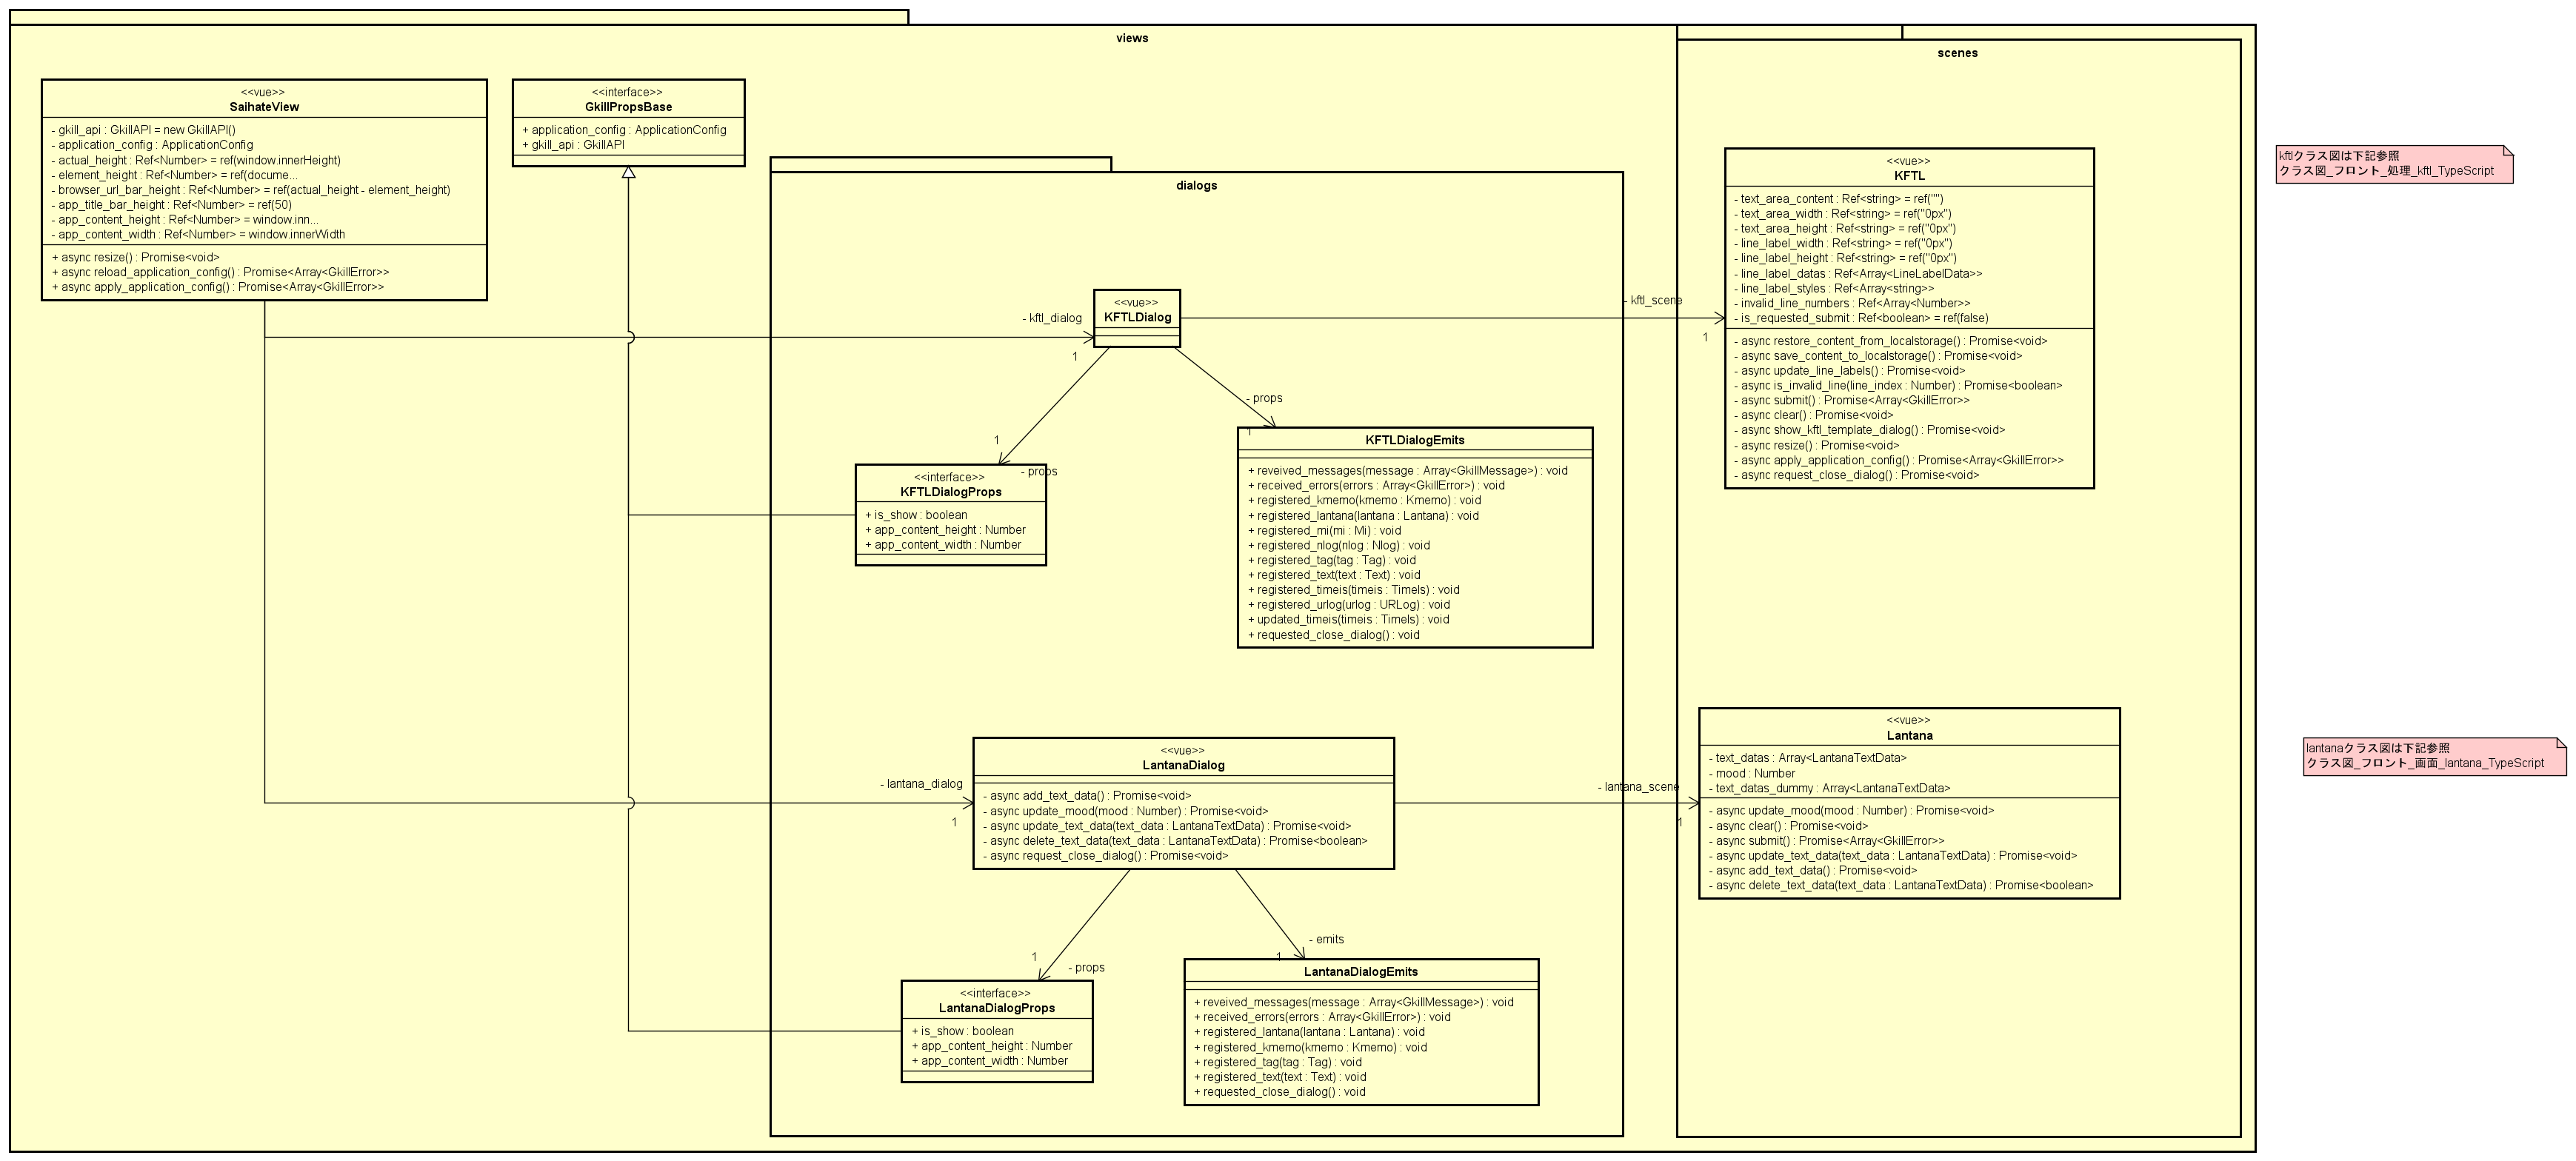 views
<<vue>>
SaihateView
- gkill_api : GkillAPI = new GkillAPI()
- application_config : ApplicationConfig
- actual_height : Ref<Number> = ref(window.innerHeight)
- element_height : Ref<Number> = ref(docume...
- browser_url_bar_height : Ref<Number> = ref(actual_height - element_height)
- app_title_bar_height : Ref<Number> = ref(50)
- app_content_height : Ref<Number> = window.inn...
- app_content_width : Ref<Number> = window.innerWidth
+ async resize() : Promise<void>
+ async reload_application_config() : Promise<Array<GkillError>>
+ async apply_application_config() : Promise<Array<GkillError>>
<<interface>>
GkillPropsBase
+ application_config : ApplicationConfig
+ gkill_api : GkillAPI
dialogs
<<vue>>
KFTLDialog
- kftl_dialog
1
- kftl_scene
1
- props
1
1
- props
<<interface>>
KFTLDialogProps
+ is_show : boolean
+ app_content_height : Number
+ app_content_width : Number
KFTLDialogEmits
+ reveived_messages(message : Array<GkillMessage>) : void
+ received_errors(errors : Array<GkillError>) : void
+ registered_kmemo(kmemo : Kmemo) : void
+ registered_lantana(lantana : Lantana) : void
+ registered_mi(mi : Mi) : void
+ registered_nlog(nlog : Nlog) : void
+ registered_tag(tag : Tag) : void
+ registered_text(text : Text) : void
+ registered_timeis(timeis : TimeIs) : void
+ registered_urlog(urlog : URLog) : void
+ updated_timeis(timeis : TimeIs) : void
+ requested_close_dialog() : void
<<vue>>
LantanaDialog
- async add_text_data() : Promise<void>
- async update_mood(mood : Number) : Promise<void>
- async update_text_data(text_data : LantanaTextData) : Promise<void>
- async delete_text_data(text_data : LantanaTextData) : Promise<boolean>
- async request_close_dialog() : Promise<void>
- lantana_dialog
1
- lantana_scene
1
- emits
1
1
- props
<<interface>>
LantanaDialogProps
+ is_show : boolean
+ app_content_height : Number
+ app_content_width : Number
LantanaDialogEmits
+ reveived_messages(message : Array<GkillMessage>) : void
+ received_errors(errors : Array<GkillError>) : void
+ registered_lantana(lantana : Lantana) : void
+ registered_kmemo(kmemo : Kmemo) : void
+ registered_tag(tag : Tag) : void
+ registered_text(text : Text) : void
+ requested_close_dialog() : void
scenes
<<vue>>
KFTL
- text_area_content : Ref<string> = ref("")
- text_area_width : Ref<string> = ref("0px")
- text_area_height : Ref<string> = ref("0px")
- line_label_width : Ref<string> = ref("0px")
- line_label_height : Ref<string> = ref("0px")
- line_label_datas : Ref<Array<LineLabelData>>
- line_label_styles : Ref<Array<string>>
- invalid_line_numbers : Ref<Array<Number>>
- is_requested_submit : Ref<boolean> = ref(false)
- async restore_content_from_localstorage() : Promise<void>
- async save_content_to_localstorage() : Promise<void>
- async update_line_labels() : Promise<void>
- async is_invalid_line(line_index : Number) : Promise<boolean>
- async submit() : Promise<Array<GkillError>>
- async clear() : Promise<void>
- async show_kftl_template_dialog() : Promise<void>
- async resize() : Promise<void>
- async apply_application_config() : Promise<Array<GkillError>>
- async request_close_dialog() : Promise<void>
<<vue>>
Lantana
- text_datas : Array<LantanaTextData>
- mood : Number
- text_datas_dummy : Array<LantanaTextData>
- async update_mood(mood : Number) : Promise<void>
- async clear() : Promise<void>
- async submit() : Promise<Array<GkillError>>
- async update_text_data(text_data : LantanaTextData) : Promise<void>
- async add_text_data() : Promise<void>
- async delete_text_data(text_data : LantanaTextData) : Promise<boolean>
kftlクラス図は下記参照
クラス図_フロント_処理_kftl_TypeScript
lantanaクラス図は下記参照
クラス図_フロント_画面_lantana_TypeScript